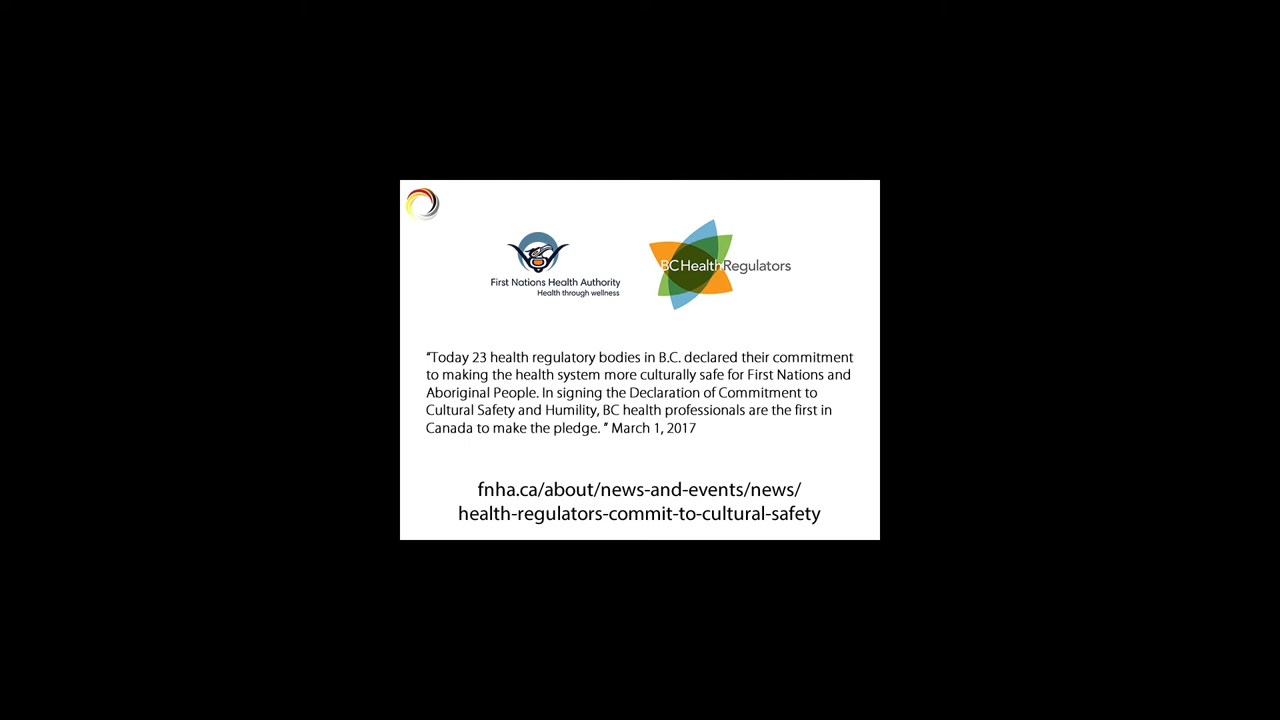 First Nations Health Authority
Health through wellness
BC Health Regulators
“Today 23 health regulatory bodies in B.C. declared their commitment
to making the health system more culturally safe for First Nations and
Aboriginal People. In signing the Declaration of Commitment to
Cultural Safety and Humility, BC health professionals are the first in
Canada to make the pledge. ” March 1, 2017
fnha.ca/about/news-and-events/news/
health-regulators-commit-to-cultural-safety